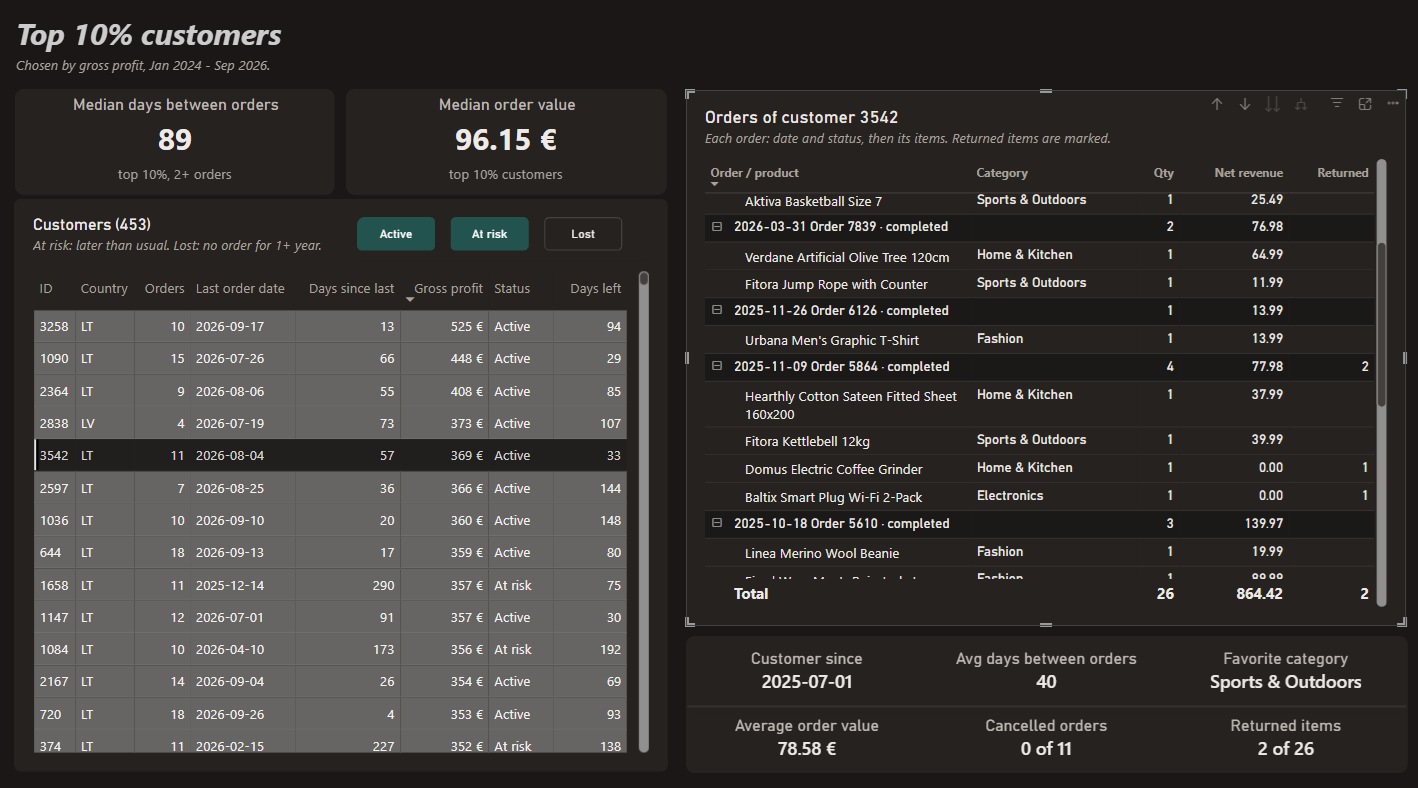 Top 10% customers
Chosen by gross profit, Jan 2024 - Sep 2026.
Median days between orders
89
top 10%, 2+ orders
Median order value
96.15 €
top 10% customers
Customers (453)
At risk: later than usual. Lost: no order for 1+ year.
Active At risk Lost
ID Country Orders Last order date Days since last Gross profit Status Days left
3258 LT 10 2026-09-17 13 525 € Active 94
1090 LT 15 2026-07-26 66 448 € Active 29
2364 LT 9 2026-08-06 55 408 € Active 85
2838 LV 4 2026-07-19 73 373 € Active 107
3542 LT 11 2026-08-04 57 369 € Active 33
2597 LT 7 2026-08-25 36 366 € Active 144
1036 LT 10 2026-09-10 20 360 € Active 148
644 LT 18 2026-09-13 17 359 € Active 80
1658 LT 11 2025-12-14 290 357 € At risk 75
1147 LT 12 2026-07-01 91 357 € Active 30
1084 LT 10 2026-04-10 173 356 € At risk 192
2167 LT 14 2026-09-04 26 354 € Active 69
720 LT 18 2026-09-26 4 353 € Active 93
374 LT 11 2026-02-15 227 352 € At risk 138
Orders of customer 3542
Each order: date and status, then its items. Returned items are marked.
Order / product Category Qty Net revenue Returned
Aktiva Basketball Size 7 Sports & Outdoors 1 25.49
2026-03-31 Order 7839 · completed 2 76.98
Verdane Artificial Olive Tree 120cm Home & Kitchen 1 64.99
Fitora Jump Rope with Counter Sports & Outdoors 1 11.99
2025-11-26 Order 6126 · completed 1 13.99
Urbana Men's Graphic T-Shirt Fashion 1 13.99
2025-11-09 Order 5864 · completed 4 77.98 2
Hearthly Cotton Sateen Fitted Sheet Home & Kitchen 1 37.99
160x200
Fitora Kettlebell 12kg Sports & Outdoors 1 39.99
Domus Electric Coffee Grinder Home & Kitchen 1 0.00 1
Baltix Smart Plug Wi-Fi 2-Pack Electronics 1 0.00 1
2025-10-18 Order 5610 · completed 3 139.97
Linea Merino Wool Beanie Fashion 1 19.99
Fashion
Total 26 864.42 2
Customer since
2025-07-01
Avg days between orders
40
Favorite category
Sports & Outdoors
Average order value
78.58 €
Cancelled orders
0 of 11
Returned items
2 of 26